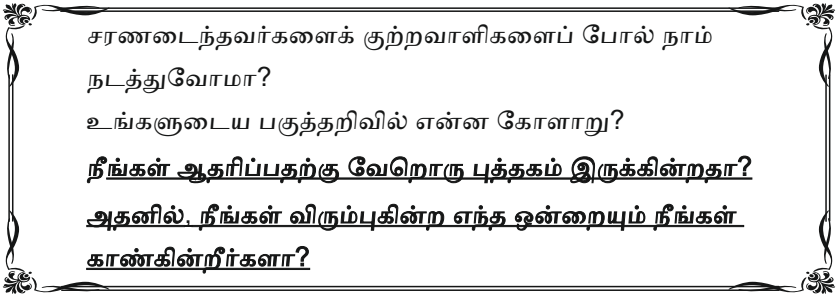 சரணடைந்தவர்களைக் குற்றவாளிகளைப் போல் நாம்
நடத்துவோமா?
உங்களுடைய பகுத்தறிவில் என்ன கோளாறு?
நீங்கள் ஆதரிப்பதற்கு வேறொரு புத்தகம் இருக்கின்றதா?
அதனில், நீங்கள் விரும்புகின்ற எந்த ஒன்றையும் நீங்கள்
காண்கின்றீர்களா?